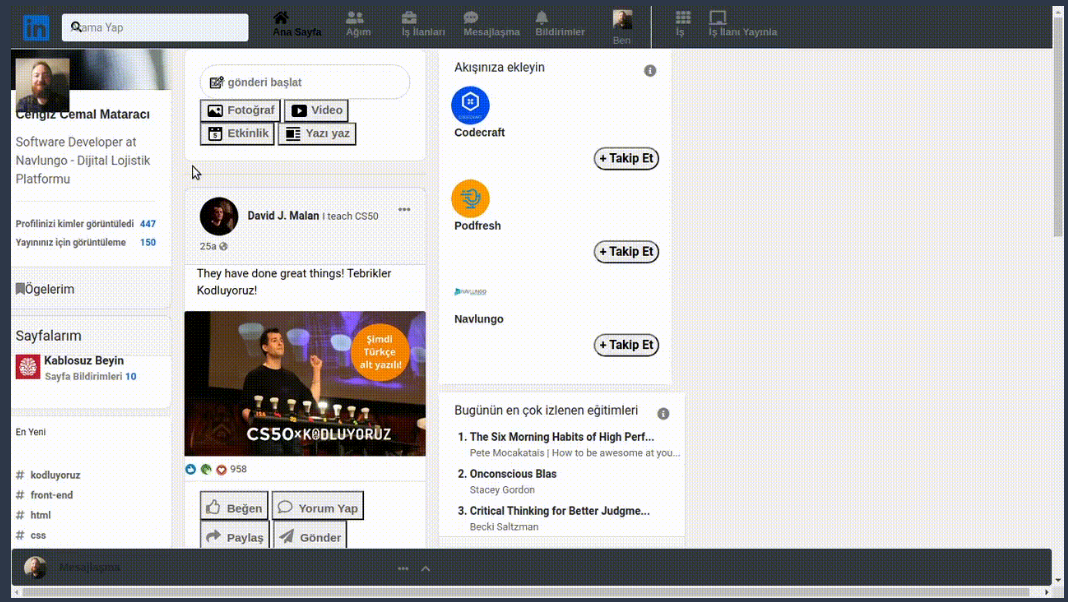 in
Arama Yap
Ana Sayfa
Ağım
İş İlanları
Mesajlaşma
Bildirimler
Ben
İş
İş İlanı Yayınla
Cengiz Cemal Mataracı
Software Developer at
Navlungo - Dijital Lojistik
Platformu
Profilinizi kimler görüntüledi 447
Yayınınız için görüntüleme 150
Ögelerim
Sayfalarım
Kablosuz Beyin
Sayfa Bildirimleri 10
En Yeni
# kodluyoruz
# front-end
# html
# css
gönderi başlat
Fotoğraf
Video
Etkinlik
Yazı yaz
David J. Malan I teach CS50
25a
They have done great things! Tebrikler
Kodluyoruz!
Şimdi
Türkçe
alt yazılı!
CS50×KODLUYORUZ
958
Beğen
Yorum Yap
Paylaş
Gönder
Akışınıza ekleyin
Codecraft
+ Takip Et
Podfresh
+ Takip Et
NAVLUNGO
Navlungo
+ Takip Et
Bugünün en çok izlenen eğitimleri
1. The Six Morning Habits of High Perf...
Pete Mocakatais | How to be awesome at you...
2. Onconscious Blas
Stacey Gordon
3. Critical Thinking for Better Judgme...
Becki Saltzman
Mesajlaşma